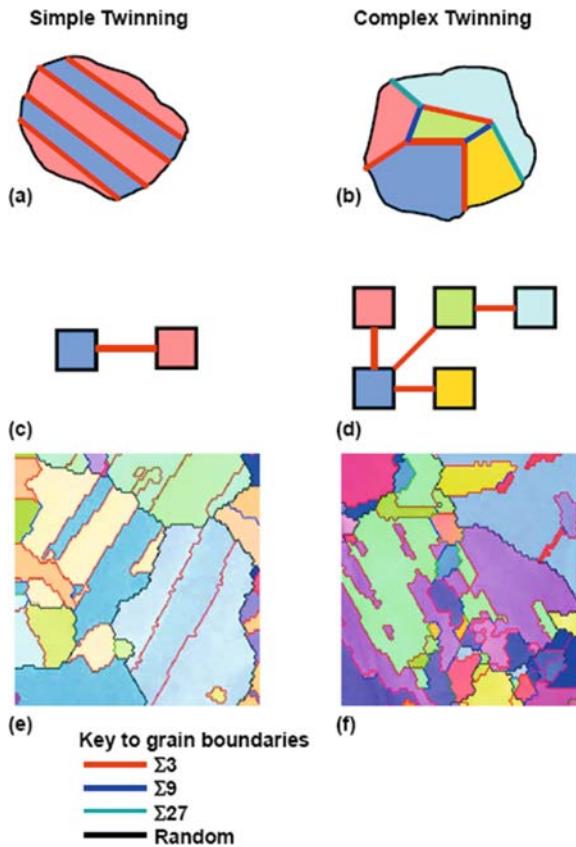 Simple Twinning
Complex Twinning
(a)
(b)
(c)
(d)
(e)
(f)
Key to grain boundaries
Σ3
Σ9
Σ27
Random